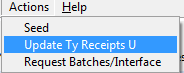 Actions Help
Seed
Update Ty Receipts U
Request Batches/Interface